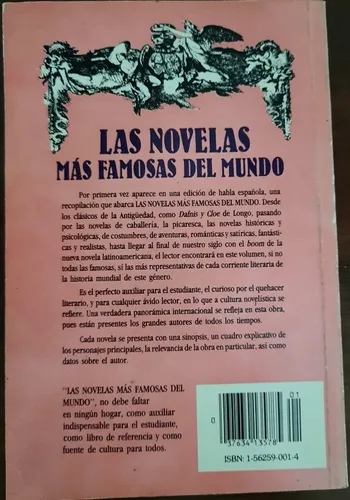 LAS NOVELAS
MÁS FAMOSAS DEL MUNDO
Por primera vez aparece en una edición de habla española, una
recopilación que abarca LAS NOVELAS MÁS FAMOSAS DEL MUNDO. Desde
los clásicos de la Antigüedad, como Dafnis y Cloe de Longo, pasando
por las novelas de caballería, la picaresca, las novelas históricas y
psicológicas, de costumbres, de aventuras, románticas y satíricas, fantásti-
cas y realistas, hasta llegar al final de nuestro siglo con el boom de la
nueva novela latinoamericana, el lector encontrará en este volumen, si no
todas las famosas, sí las más representativas de cada corriente literaria de
la historia mundial de este género.
Es el perfecto auxiliar para el estudiante, el curioso por el quehacer
literario, y para cualquier ávido lector, en lo que a cultura novelística se
refiere. Una verdadera panorámica internacional se refleja en esta obra,
pues están presentes los grandes autores de todos los tiempos.
Cada novela se presenta con una sinopsis, un cuadro explicativo de
los personajes principales, la relevancia de la obra en particular, así como
datos sobre el autor.
"LAS NOVELAS MÁS FAMOSAS DEL
MUNDO", no debe faltar
en ningún hogar, como auxiliar
indispensable para el estudiante,
como libro de referencia y como
fuente de cultura para todos.
01
0
37634 13578
ISBN- 1-56259-001-4